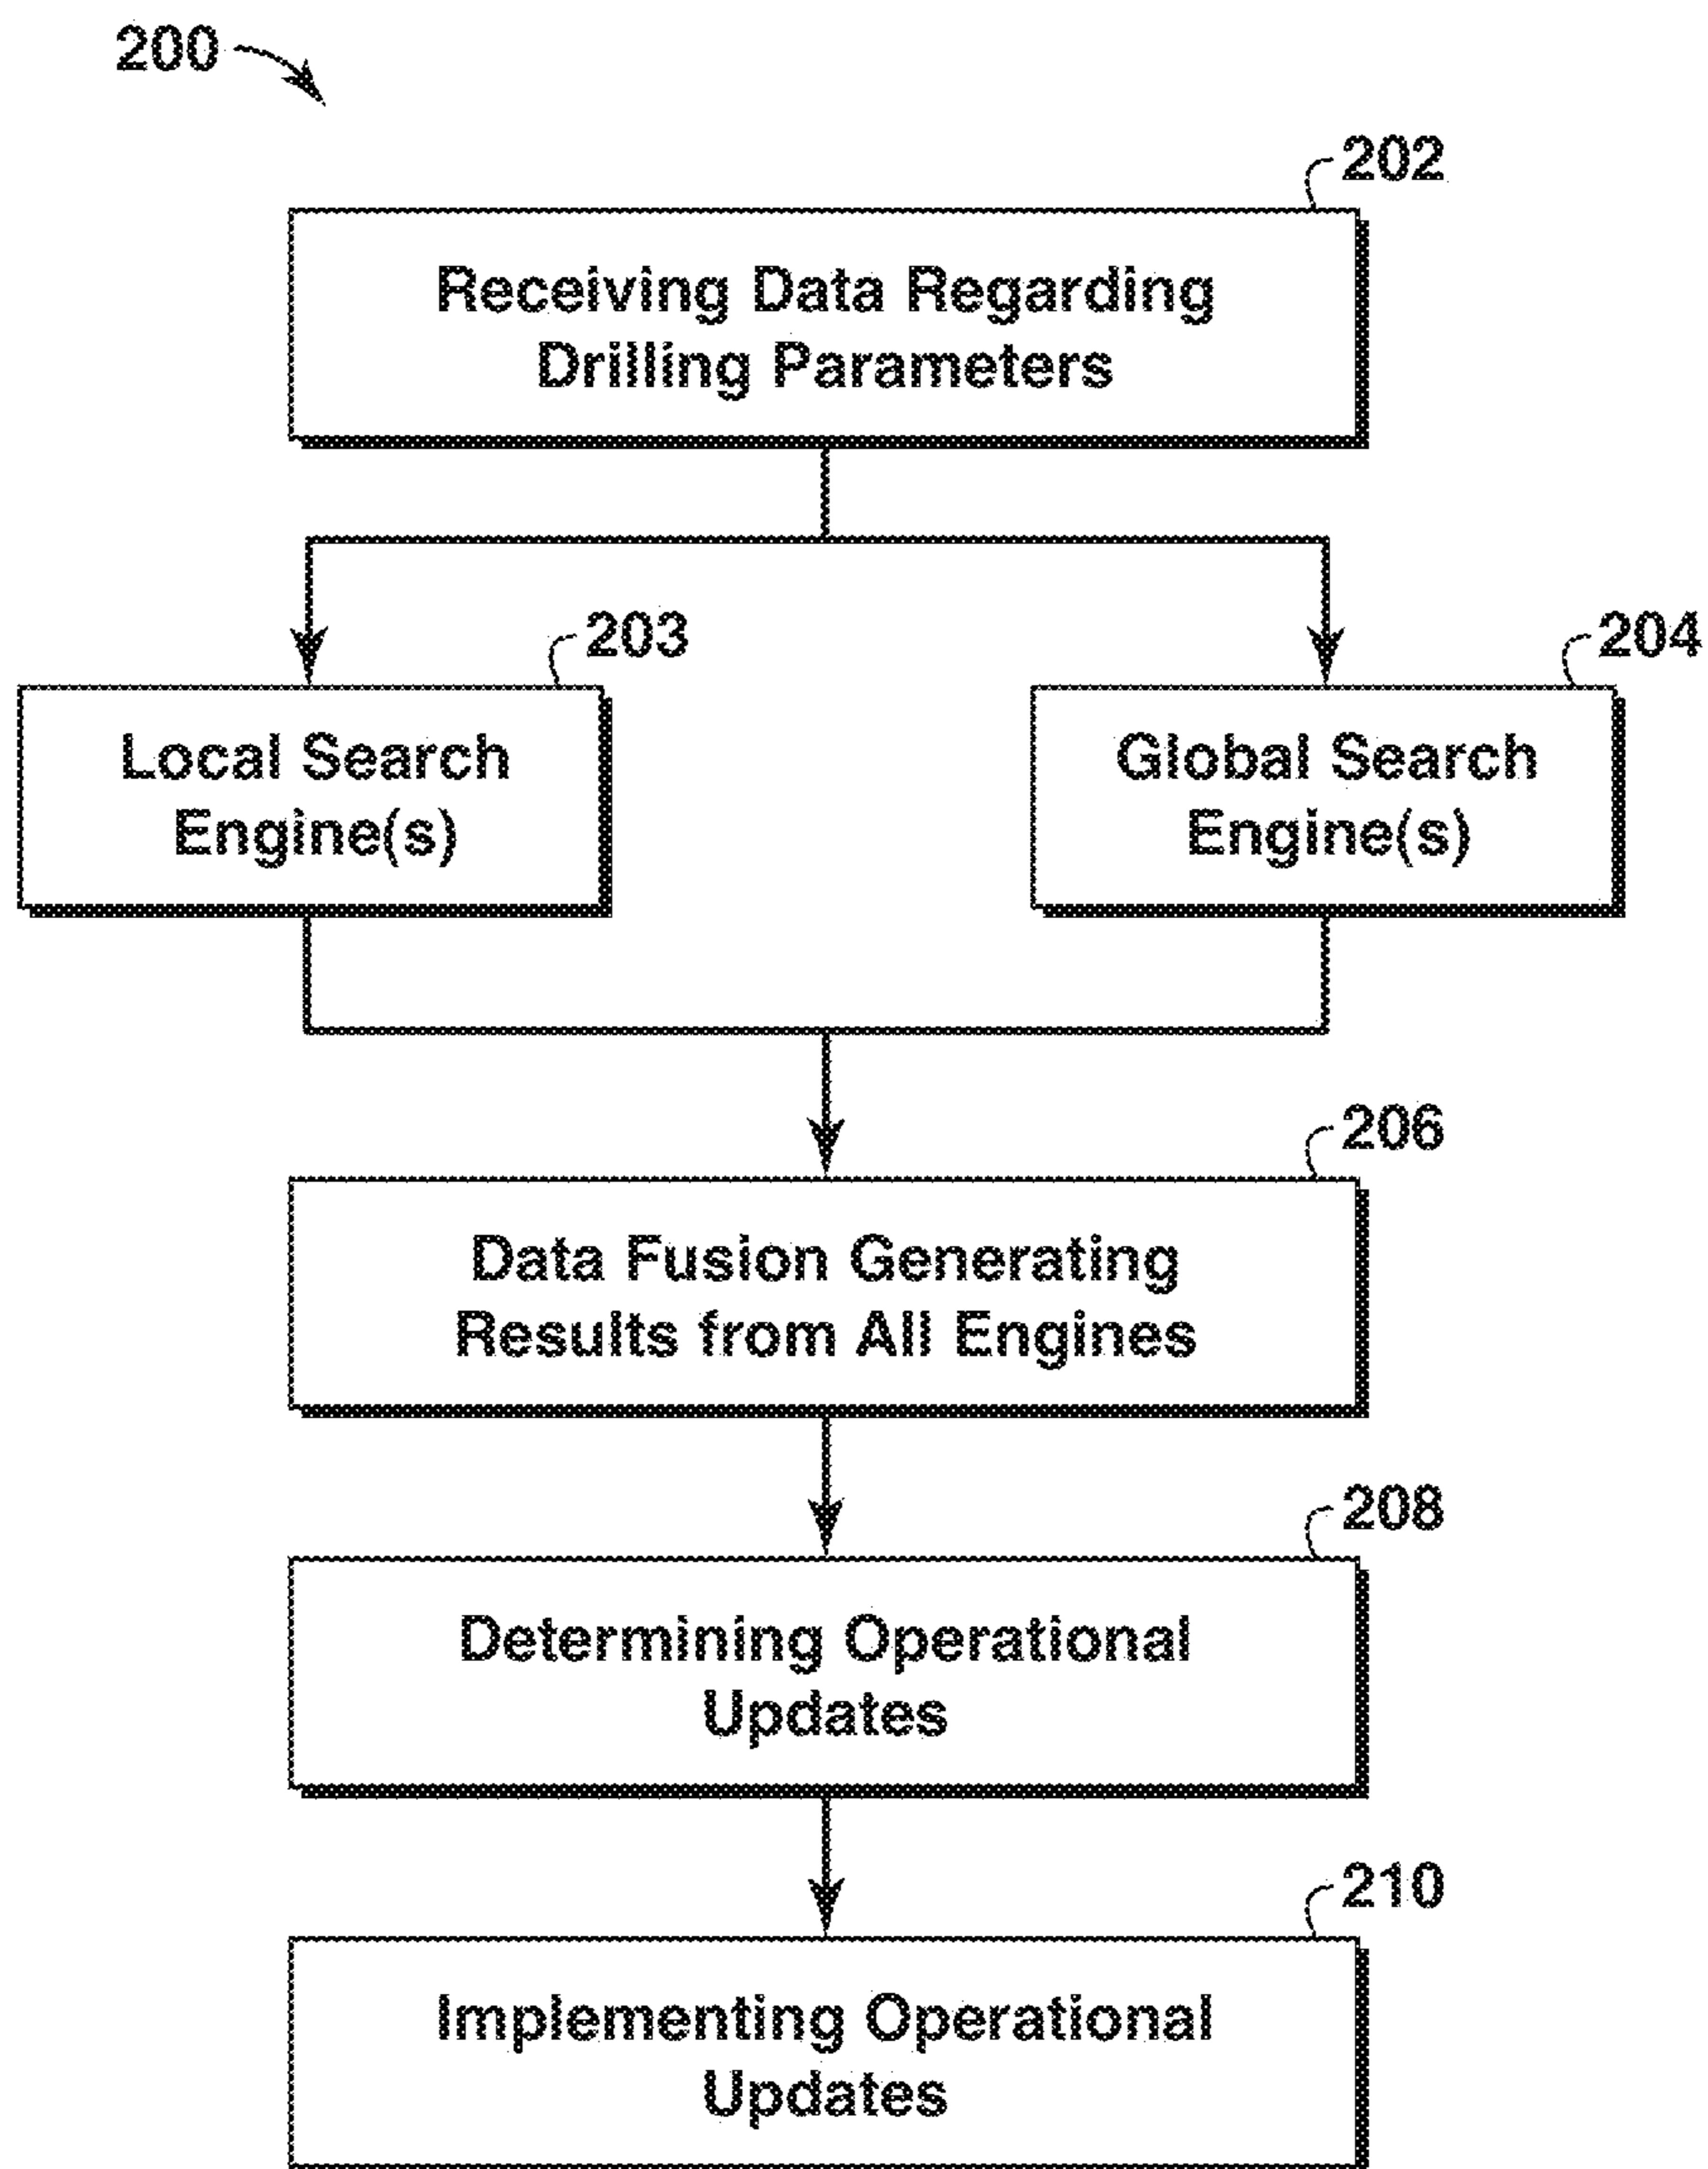 200
202
Receiving Data Regarding
Drilling Parameters
203
204
Local Search
Engine(s)
Global Search
Engine(s)
206
Data Fusion Generating
Results from All Engines
208
Determining Operational
Updates
210
Implementing Operational
Updates